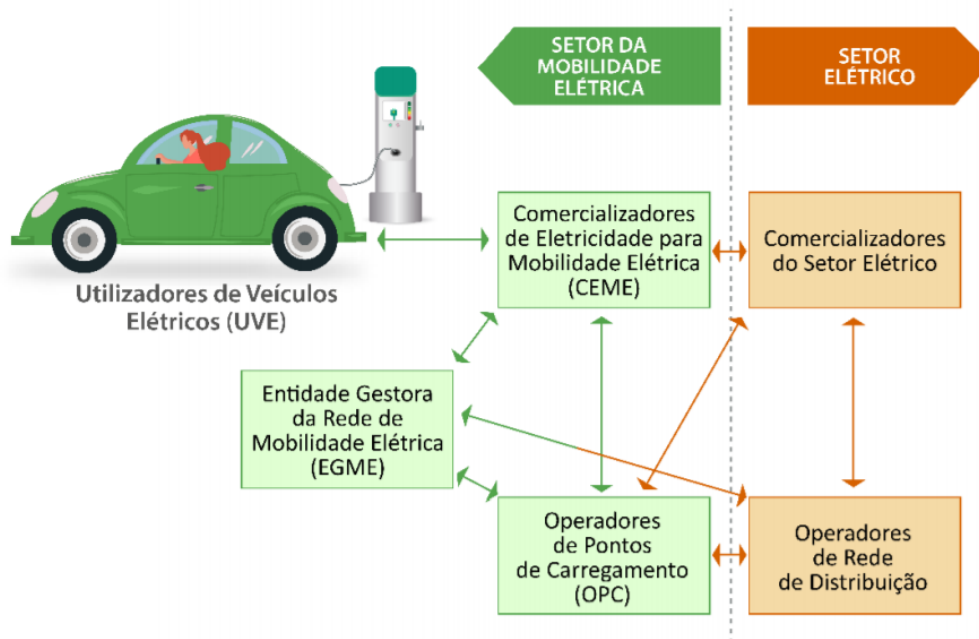 SETOR DA
MOBILIDADE
ELÉTRICA
SETOR
ELÉTRICO
Utilizadores de Veículos
Elétricos (UVE)
Comercializadores
de Eletricidade para
Mobilidade Elétrica
(CEME)
Comercializadores
do Setor Elétrico
Entidade Gestora
da Rede de
Mobilidade Elétrica
(EGME)
Operadores
de Pontos
de Carregamento
(OPC)
Operadores
de Rede
de Distribuição